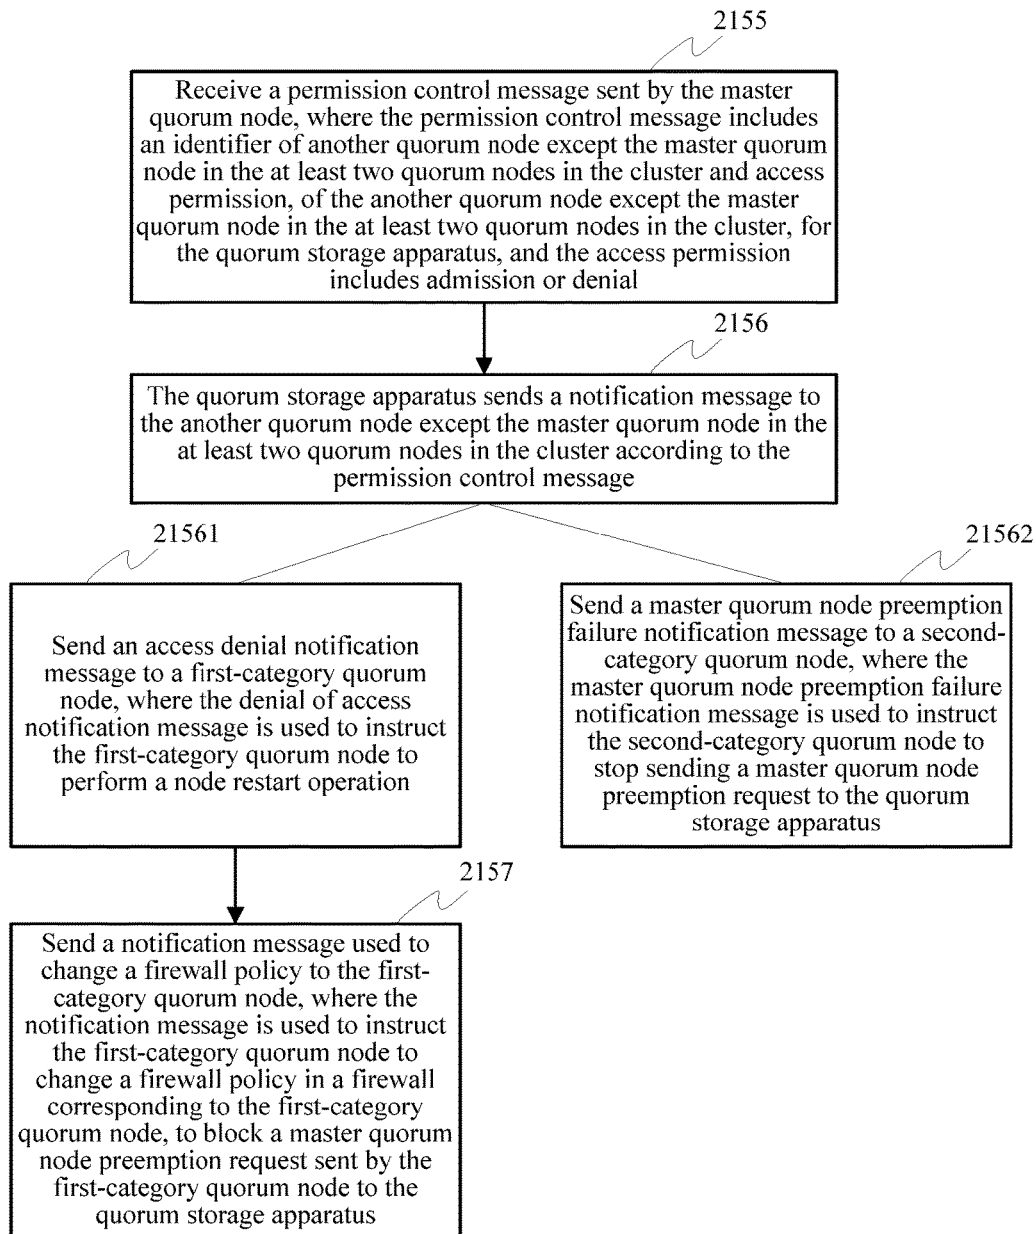 2155
Receive a permission control message sent by the master
quorum node, where the permission control message includes
an identifier of another quorum node except the master quorum
node in the at least two quorum nodes in the cluster and access
permission, of the another quorum node except the master
quorum node in the at least two quorum nodes in the cluster, for
the quorum storage apparatus, and the access permission
includes admission or denial
2156
The quorum storage apparatus sends a notification message to
the another quorum node except the master quorum node in the
at least two quorum nodes in the cluster according to the
permission control message
21561
Send an access denial notification
message to a first-category quorum
node, where the denial of access
notification message is used to instruct
the first-category quorum node to
perform a node restart operation
21562
Send a master quorum node preemption
failure notification message to a second-
category quorum node, where the
master quorum node preemption failure
notification message is used to instruct
the second-category quorum node to
stop sending a master quorum node
preemption request to the quorum
storage apparatus
2157
Send a notification message used to
change a firewall policy to the first-
category quorum node, where the
notification message is used to instruct
the first-category quorum node to
change a firewall policy in a firewall
corresponding to the first-category
quorum node, to block a master quorum
node preemption request sent by the
first-category quorum node to the
quorum storage apparatus